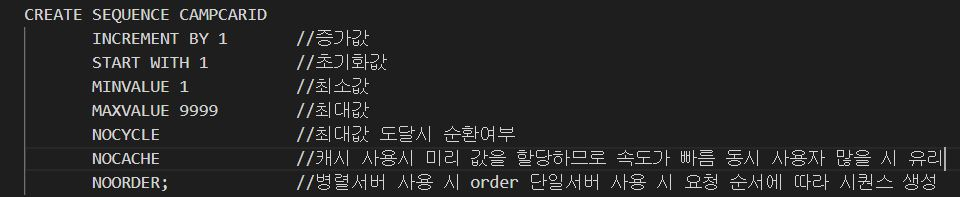 CREATE SEQUENCE CAMPCARID
INCREMENT BY 1 //증가값
START WITH 1 //초기화값
MINVALUE 1 //최소값
MAXVALUE 9999 //최대값
NOCYCLE //최대값 도달시 순환여부
NOCACHE //캐시 사용시 미리 값을 할당하므로 속도가 빠름 동시 사용자 많을 시 유리
NOORDER; //병렬서버 사용 시 order 단일서버 사용 시 요청 순서에 따라 시퀀스 생성